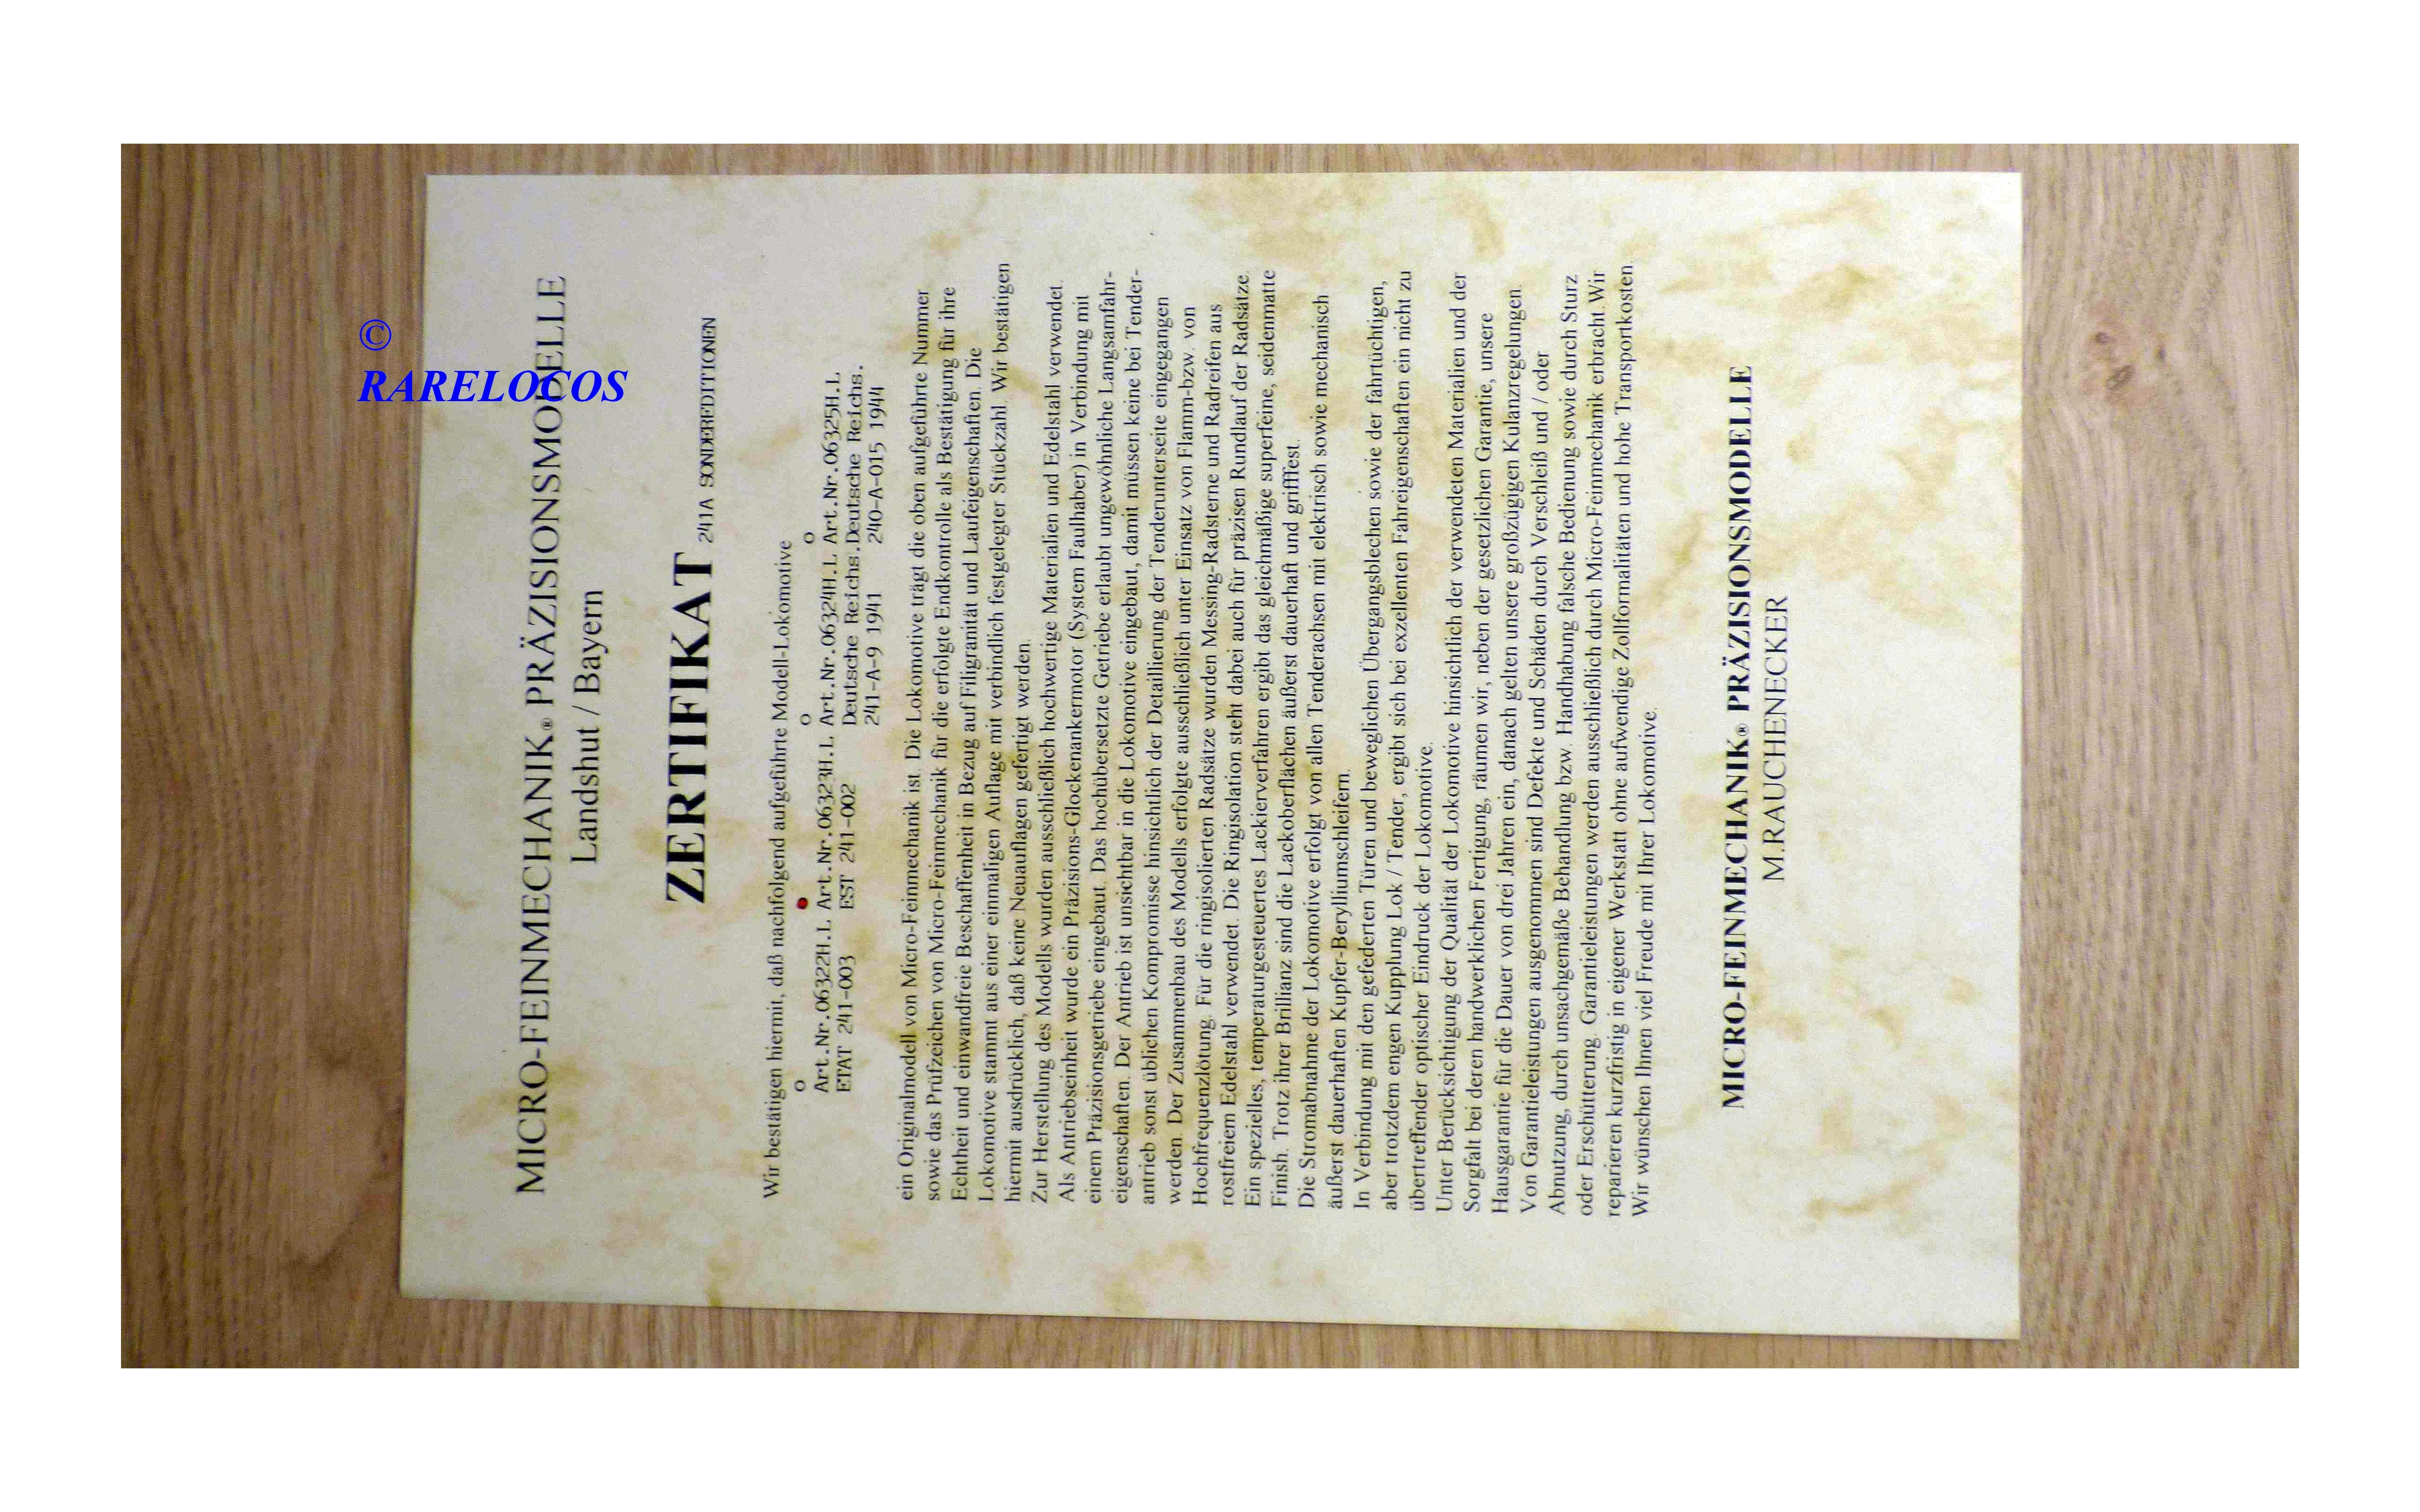 ©
RARELOCOS
MICRO-FEINMECHANIK® PRÄZISIONSMODELLE
Landshut / Bayern
ZERTIFIKAT 241A SONDEREDITIONEN
Wir bestätigen hiermit, daß nachfolgend aufgeführte Modell-Lokomotive
o o o
Art.Nr.06322H.L Art.Nr.06323H.L Art.Nr.06324H.L Art.Nr.06325H.L
ETAT 241-003 EST 241-002 Deutsche Reichs.Deutsche Reichs.
241-A-9 1941 240-A-015 1944
ein Originalmodell von Micro-Feinmechanik ist. Die Lokomotive trägt die oben aufgeführte Nummer
sowie das Prüfzeichen von Micro-Feinmechanik für die erfolgte Endkontrolle als Bestätigung für ihre
Echtheit und einwandfreie Beschaffenheit in Bezug auf Filigranität und Laufeigenschaften. Die
Lokomotive stammt aus einer einmaligen Auflage mit verbindlich festgelegter Stückzahl. Wir bestätigen
hiermit ausdrücklich, daß keine Neuauflagen gefertigt werden.
Zur Herstellung des Modells wurden ausschließlich hochwertige Materialien und Edelstahl verwendet.
Als Antriebseinheit wurde ein Präzisions-Glockenankermotor (System Faulhaber) in Verbindung mit
einem Präzisionsgetriebe eingebaut. Das hochübersetzte Getriebe erlaubt ungewöhnliche Langsamfahr-
eigenschaften. Der Antrieb ist unsichtbar in die Lokomotive eingebaut, damit müssen keine bei Tender-
antrieb sonst üblichen Kompromisse hinsichtlich der Detaillierung der Tenderunterseite eingegangen
werden. Der Zusammenbau des Modells erfolgte ausschließlich unter Einsatz von Flamm-bzw. von
Hochfrequenzlötung. Für die ringisolierten Radsätze wurden Messing-Radsterne und Radreifen aus
rostfreiem Edelstahl verwendet. Die Ringisolation steht dabei auch für präzisen Rundlauf der Radsätze.
Ein spezielles, temperaturgesteuertes Lackierverfahren ergibt das gleichmäßige superfeine, seidenmatte
Finish. Trotz ihrer Brillianz sind die Lackoberflächen äußerst dauerhaft und grifffest.
Die Stromabnahme der Lokomotive erfolgt von allen Tenderachsen mit elektrisch sowie mechanisch
äußerst dauerhaften Kupfer-Berylliumschleifern.
In Verbindung mit den gefederten Türen und beweglichen Übergangsblechen sowie der fahrtüchtigen,
aber trotzdem engen Kupplung Lok / Tender, ergibt sich bei exzellenten Fahreigenschaften ein nicht zu
übertreffender optischer Eindruck der Lokomotive.
Unter Berücksichtigung der Qualität der Lokomotive hinsichtlich der verwendeten Materialien und der
Sorgfalt bei deren handwerklichen Fertigung, räumen wir, neben der gesetzlichen Garantie, unsere
Hausgarantie für die Dauer von drei Jahren ein, danach gelten unsere großzügigen Kulanzregelungen.
Von Garantieleistungen ausgenommen sind Defekte und Schäden durch Verschleiß und / oder
Abnutzung, durch unsachgemäße Behandlung bzw. Handhabung falsche Bedienung sowie durch Sturz
oder Erschütterung. Garantieleistungen werden ausschließlich durch Micro-Feinmechanik erbracht.Wir
reparieren kurzfristig in eigener Werkstatt ohne aufwendige Zollformalitäten und hohe Transportkosten.
Wir wünschen Ihnen viel Freude mit Ihrer Lokomotive.
MICRO-FEINMECHANIK® PRÄZISIONSMODELLE
M.RAUCHENECKER